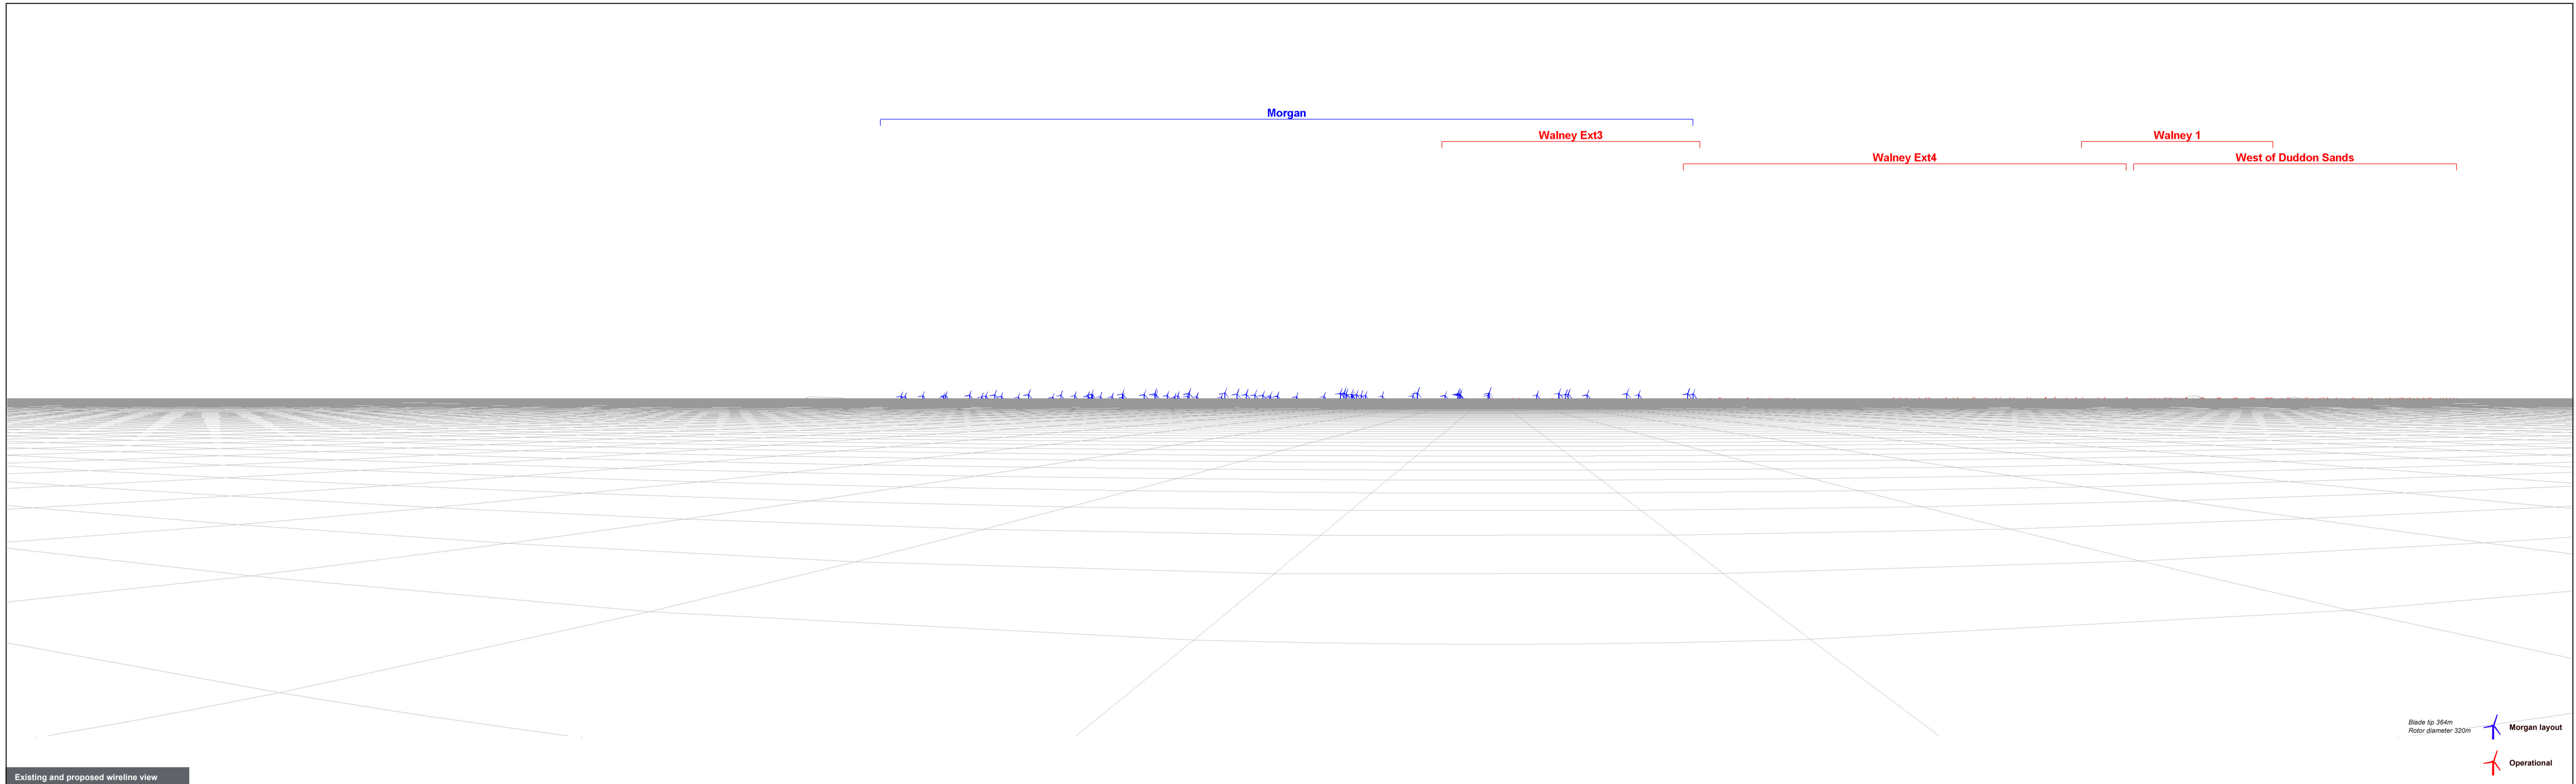 Morgan
Walney Ext3
Walney 1
Walney Ext4
West of Duddon Sands
Blade tip 364m
Rotor diameter 320m
Morgan layout
Operational
Existing and proposed wireline view